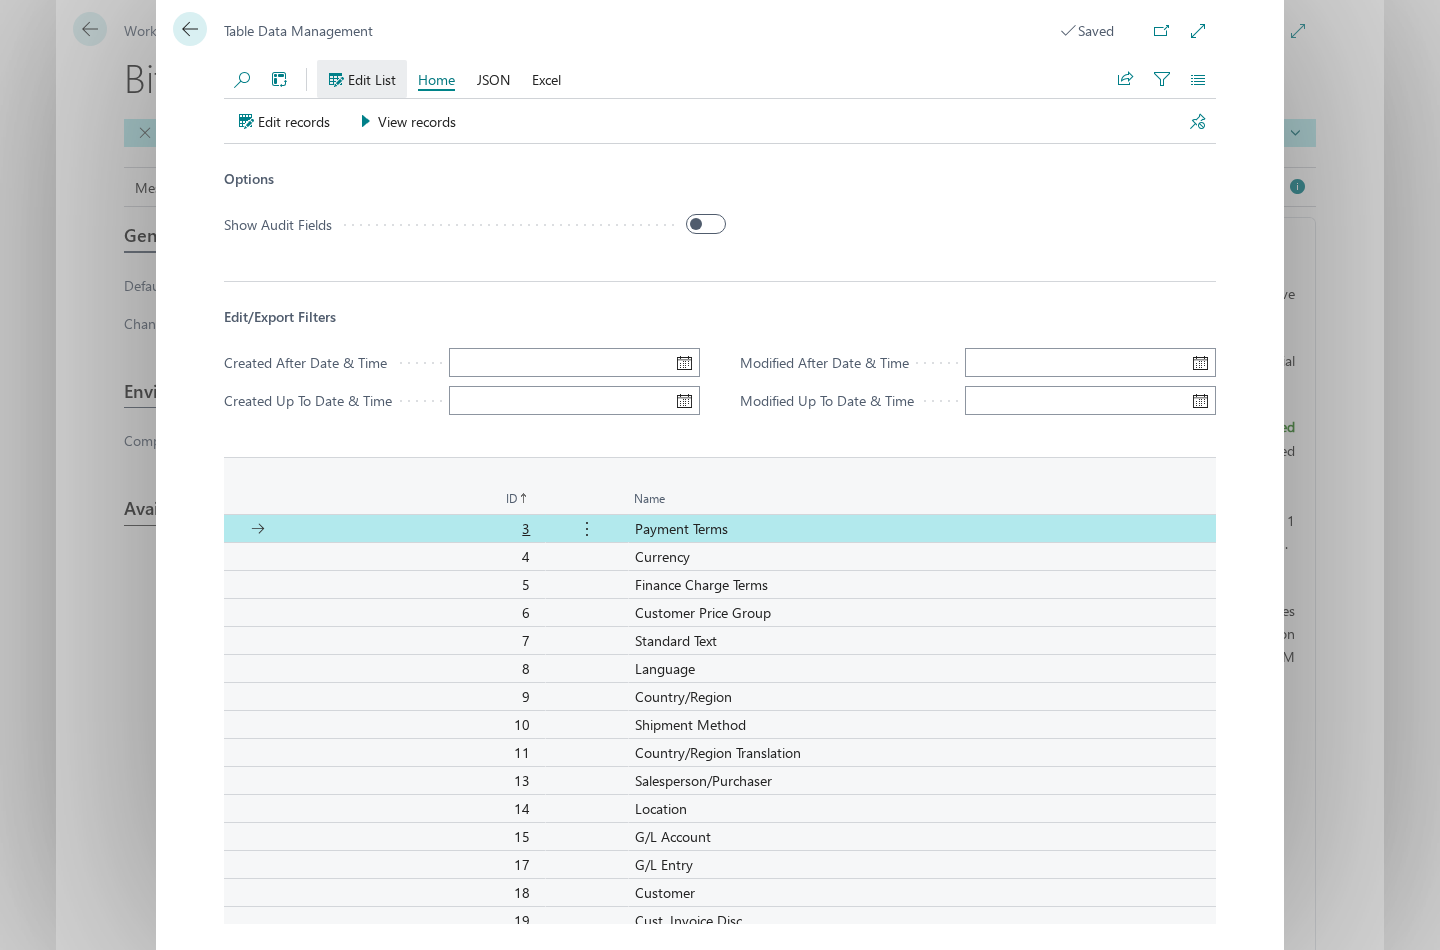 Table Data Management
Saved
Edit List
Home
JSON
Excel
Edit records
View records
Options
Show Audit Fields
Edit/Export Filters
Created After Date & Time
Modified After Date & Time
Created Up To Date & Time
Modified Up To Date & Time
ID
Name
3 Payment Terms
4 Currency
5 Finance Charge Terms
6 Customer Price Group
7 Standard Text
8 Language
9 Country/Region
10 Shipment Method
11 Country/Region Translation
13 Salesperson/Purchaser
14 Location
15 G/L Account
17 G/L Entry
18 Customer
19 Cust. Invoice Disc.